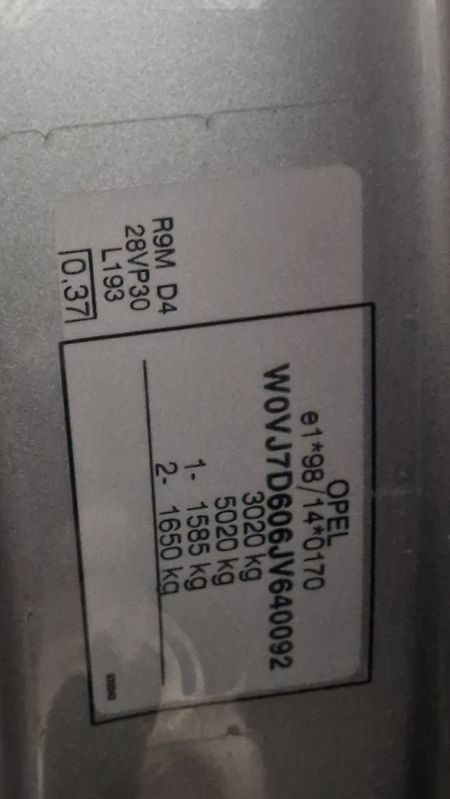 OPEL
e1*98/14*0170
W0VJ7D606JV640092
3020 kg
5020 kg
1- 1585 kg
2- 1650 kg
R9M D4
28VP30
L193
0.37